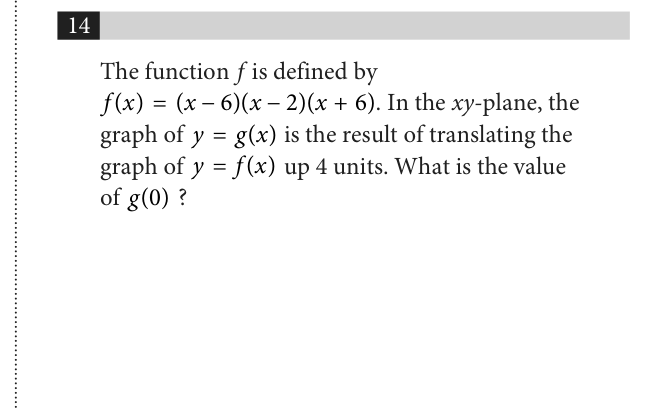 14
The function f is defined by
f(x) = (x − 6)(x − 2)(x + 6). In the xy-plane, the
graph of y = g(x) is the result of translating the
graph of y = f(x) up 4 units. What is the value
of g(0) ?